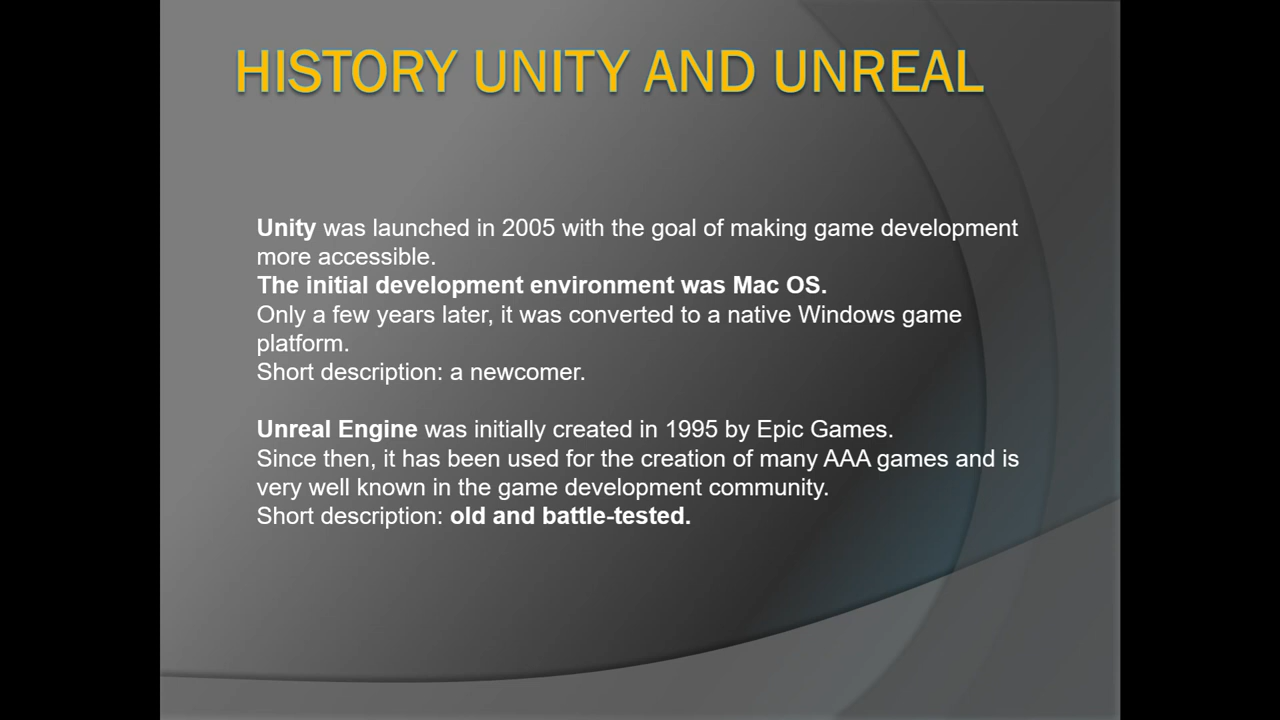 HISTORY UNITY AND UNREAL
Unity was launched in 2005 with the goal of making game development
more accessible.
The initial development environment was Mac OS.
Only a few years later, it was converted to a native Windows game
platform.
Short description: a newcomer.
Unreal Engine was initially created in 1995 by Epic Games.
Since then, it has been used for the creation of many AAA games and is
very well known in the game development community.
Short description: old and battle-tested.